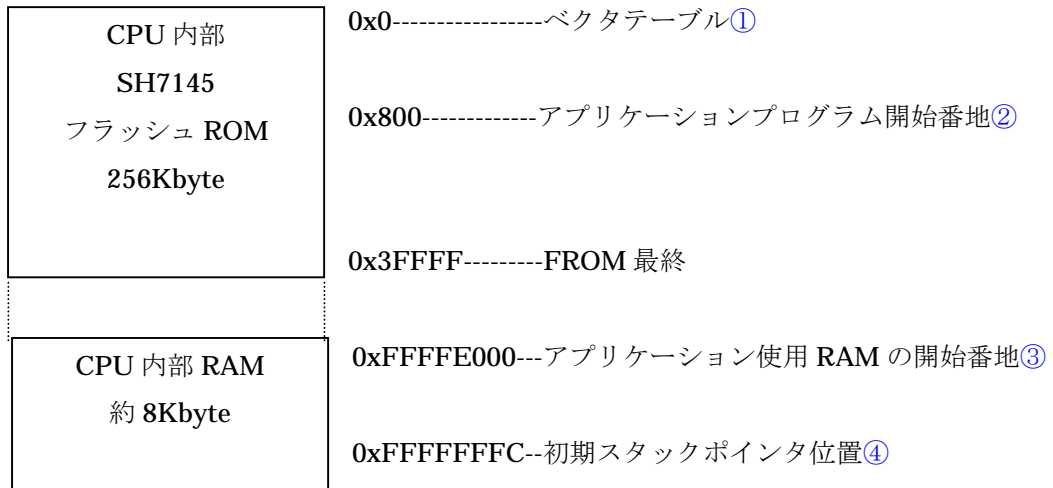 CPU 内部
SH7145
フラッシュ ROM
256Kbyte
0x0-----------------ベクタテーブル①
0x800-------------アプリケーションプログラム開始番地②
0x3FFFF---------FROM 最終
CPU 内部 RAM
約 8Kbyte
0xFFFFE000---アプリケーション使用 RAM の開始番地③
0xFFFFFFFC--初期スタックポインタ位置④